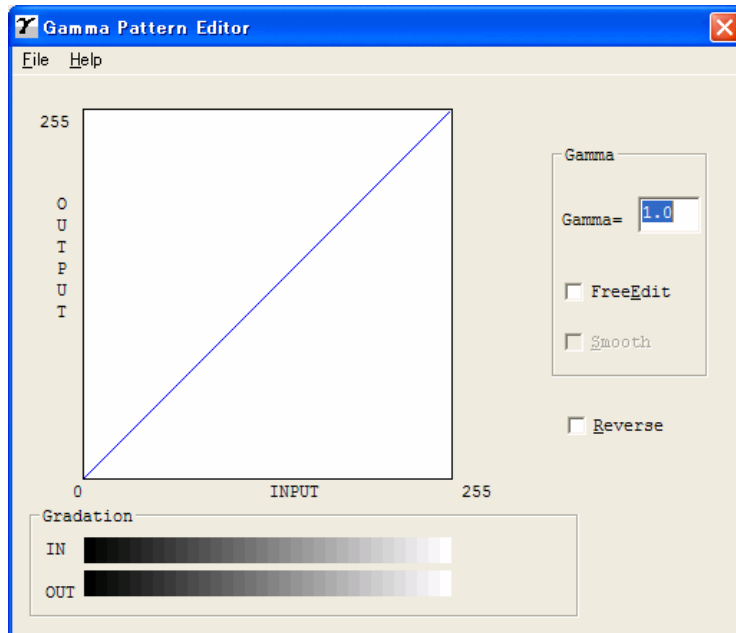 Gamma Pattern Editor
File Help
255
OUTPUT
0 INPUT 255
Gamma
Gamma= 1.0
FreeEdit
Smooth
Reverse
Gradation
IN
OUT